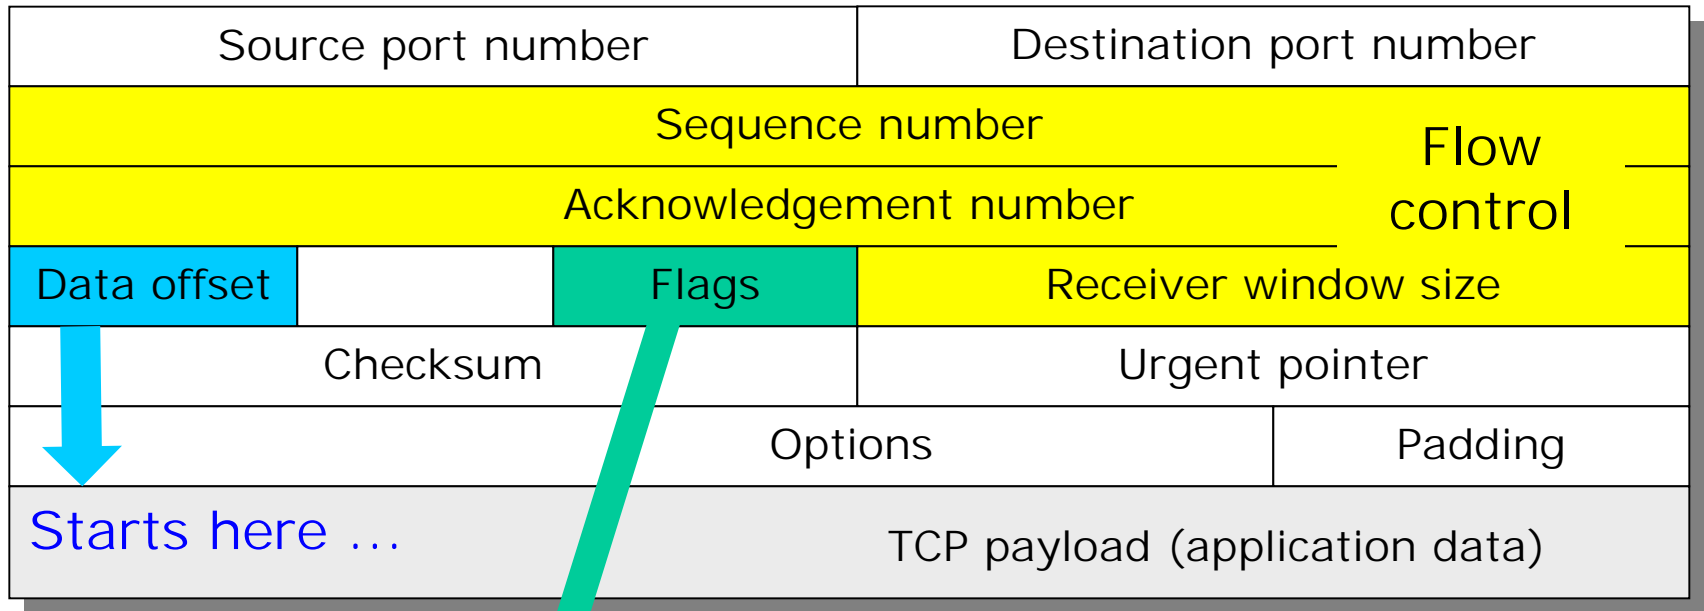 Source port number
Destination port number
Sequence number
Acknowledgement number
Flow
control
Data offset
Flags
Receiver window size
Checksum
Urgent pointer
Options
Padding
Starts here ...
TCP payload (application data)